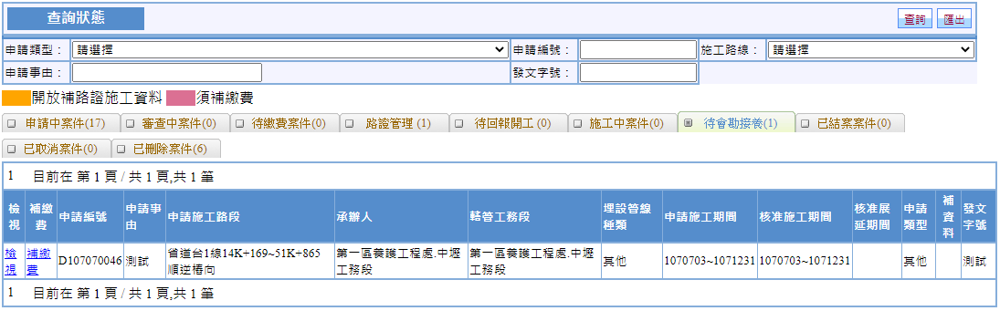 查詢狀態
查詢 匯出
申請類型： 請選擇 申請編號： 施工路線： 請選擇
申請事由： 發文字號：
開放補路證施工資料 須補繳費
申請中案件(17) 審查中案件(0) 待繳費案件(0) 路證管理 (1) 待回報開工 (0) 施工中案件(0) 待會勘接養(1) 已結案案件(0)
已取消案件(0) 已刪除案件(6)
1 目前在 第 1 頁 / 共 1 頁,共 1 筆
檢視 補繳費 申請編號 申請事由 申請施工路段 承辦人 轄管工務段 埋設管線種類 申請施工期間 核准施工期間 核准展延期間 申請類型 補資料 發文字號
檢視 補繳費 D107070046 測試 省道台1線14K+169~51K+865順逆樁向 第一區養護工程處.中壢工務段 第一區養護工程處.中壢工務段 其他 1070703~1071231 1070703~1071231 其他 測試
1 目前在 第 1 頁 / 共 1 頁,共 1 筆